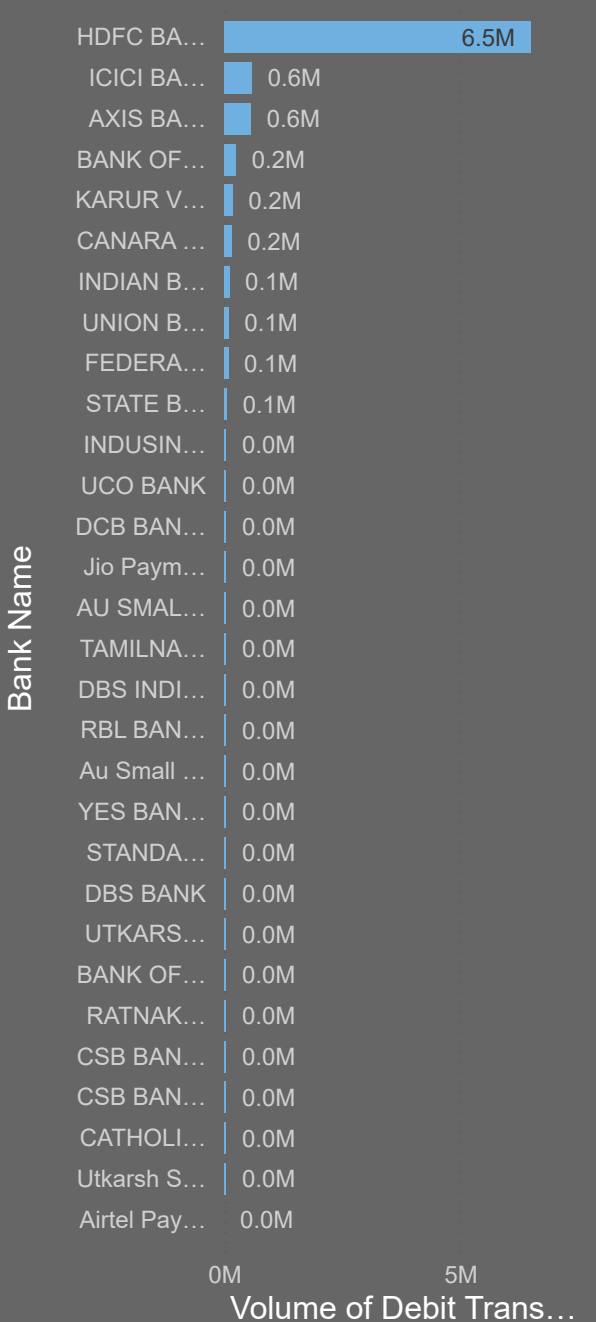 HDFC BA… 6.5M
ICICI BA… 0.6M
AXIS BA… 0.6M
BANK OF… 0.2M
KARUR V… 0.2M
CANARA … 0.2M
INDIAN B… 0.1M
UNION B… 0.1M
FEDERA… 0.1M
STATE B… 0.1M
INDUSIN… 0.0M
UCO BANK 0.0M
DCB BAN… 0.0M
Jio Paym… 0.0M
AU SMAL… 0.0M
TAMILNA… 0.0M
DBS INDI… 0.0M
RBL BAN… 0.0M
Au Small … 0.0M
YES BAN… 0.0M
STANDA… 0.0M
DBS BANK 0.0M
UTKARS… 0.0M
BANK OF… 0.0M
RATNAK… 0.0M
CSB BAN… 0.0M
CSB BAN… 0.0M
CATHOLI… 0.0M
Utkarsh S… 0.0M
Airtel Pay… 0.0M
Bank Name
0M 5M
Volume of Debit Trans…